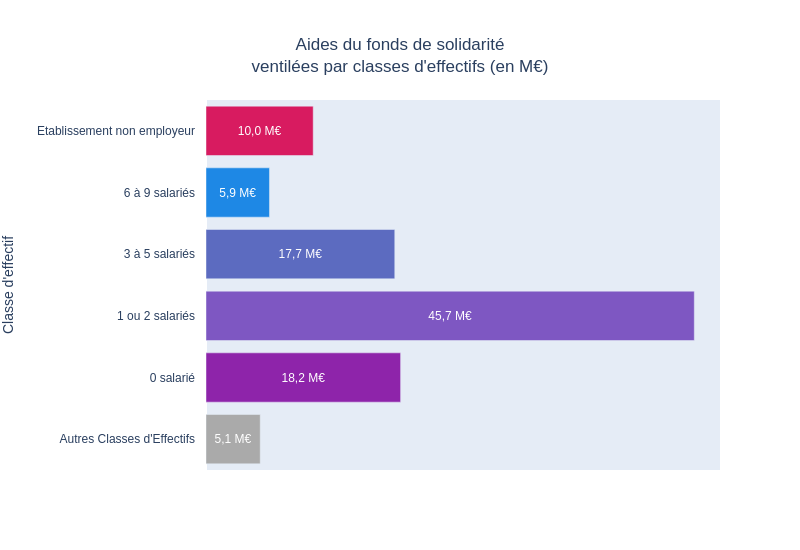 Aides du fonds de solidarité
ventilées par classes d'effectifs (en M€)
Classe d'effectif
Etablissement non employeur
10,0 M€
6 à 9 salariés
5,9 M€
3 à 5 salariés
17,7 M€
1 ou 2 salariés
45,7 M€
0 salarié
18,2 M€
Autres Classes d'Effectifs
5,1 M€